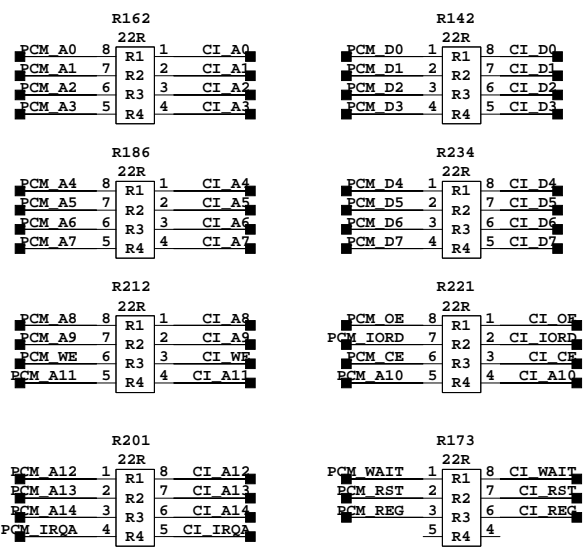 R162
22R
PCM_A0 8 R1 1 CI_A0
PCM_A1 7 R2 2 CI_A1
PCM_A2 6 R3 3 CI_A2
PCM_A3 5 R4 4 CI_A3
R142
22R
PCM_D0 1 R1 8 CI_D0
PCM_D1 2 R2 7 CI_D1
PCM_D2 3 R3 6 CI_D2
PCM_D3 4 R4 5 CI_D3
R186
22R
PCM_A4 8 R1 1 CI_A4
PCM_A5 7 R2 2 CI_A5
PCM_A6 6 R3 3 CI_A6
PCM_A7 5 R4 4 CI_A7
R234
22R
PCM_D4 1 R1 8 CI_D4
PCM_D5 2 R2 7 CI_D5
PCM_D6 3 R3 6 CI_D6
PCM_D7 4 R4 5 CI_D7
R212
22R
PCM_A8 8 R1 1 CI_A8
PCM_A9 7 R2 2 CI_A9
PCM_WE 6 R3 3 CI_WE
PCM_A11 5 R4 4 CI_A11
R221
22R
PCM_OE 8 R1 1 CI_OE
PCM_IORD 7 R2 2 CI_IORD
PCM_CE 6 R3 3 CI_CE
PCM_A10 5 R4 4 CI_A10
R201
22R
PCM_A12 1 R1 8 CI_A12
PCM_A13 2 R2 7 CI_A13
PCM_A14 3 R3 6 CI_A14
PCM_IRQA 4 R4 5 CI_IRQA
R173
22R
PCM_WAIT 1 R1 8 CI_WAIT
PCM_RST 2 R2 7 CI_RST
PCM_REG 3 R3 6 CI_REG
5 R4 4